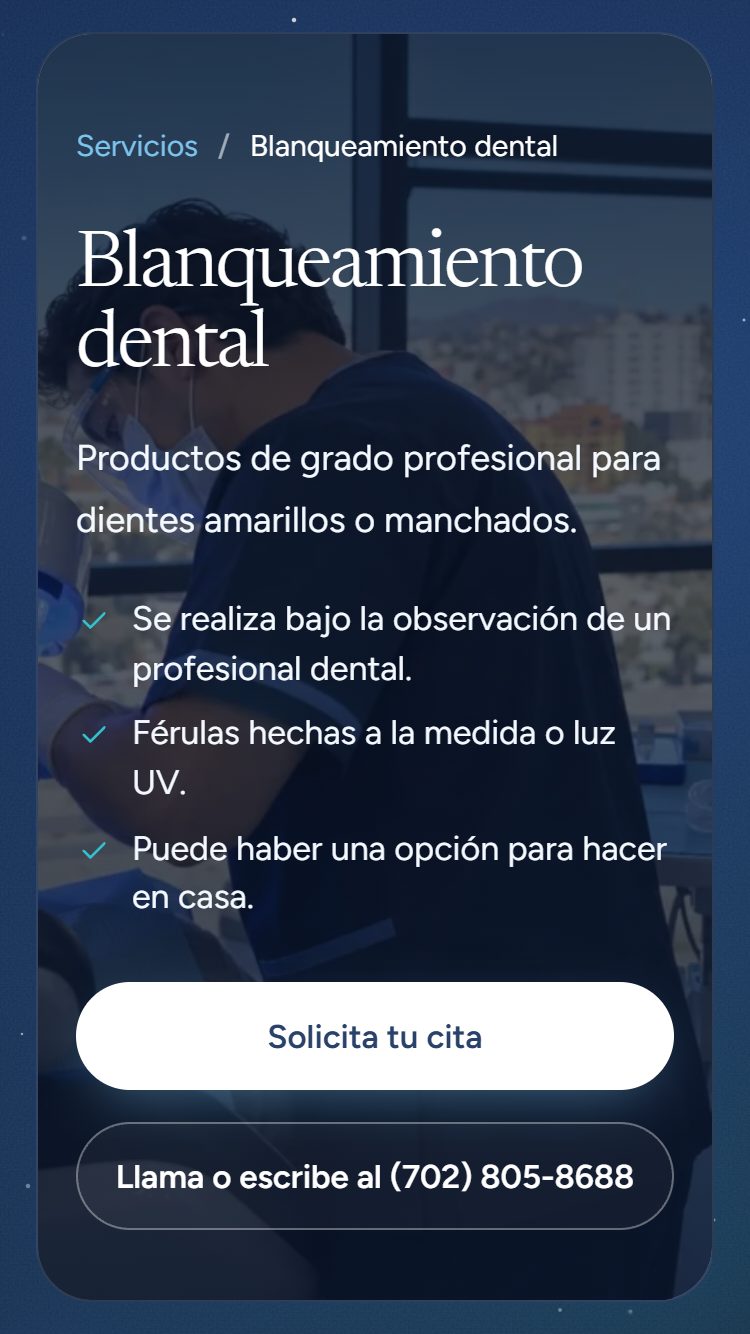 Servicios / Blanqueamiento dental
Blanqueamiento
dental
Productos de grado profesional para
dientes amarillos o manchados.
Se realiza bajo la observación de un
profesional dental.
Férulas hechas a la medida o luz
UV.
Puede haber una opción para hacer
en casa.
Solicita tu cita
Llama o escribe al (702) 805-8688